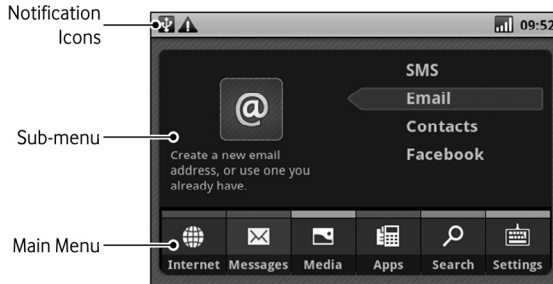 Notification
Icons
09:52
SMS
Email
Contacts
Facebook
@
Sub-menu
Create a new email
address, or use one you
already have.
Main Menu
Internet Messages Media Apps Search Settings